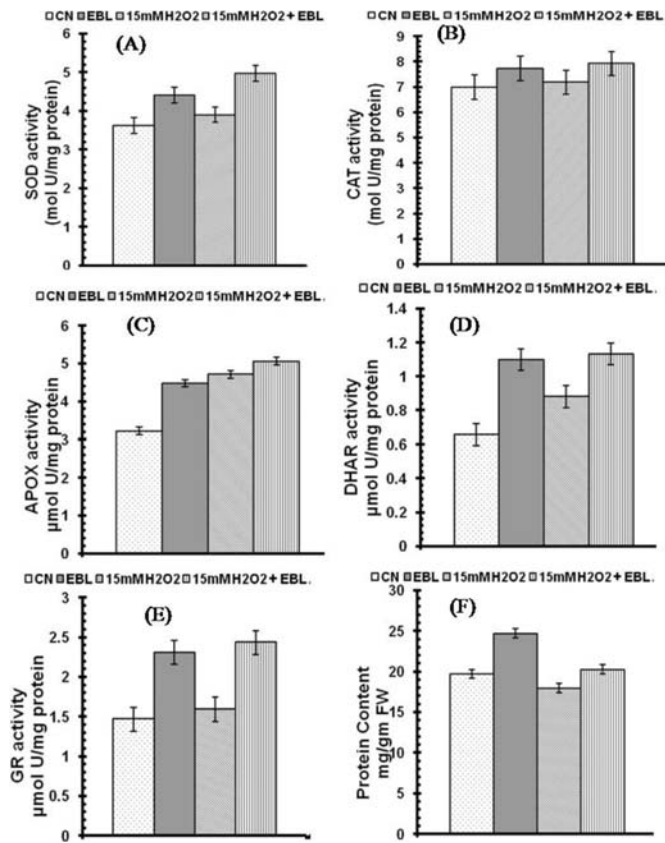 CN EBL 15mMH2O2 15mMH2O2+EBL
(A)
SOD activity
(mol U/mg protein)
6
5
4
3
2
1
0
CN EBL 15mMH2O2 15mMH2O2+EBL
(B)
CAT activity
(mol U/mg protein)
9
8
7
6
5
4
3
2
1
0
CN EBL 15mMH2O2 15mMH2O2+EBL.
(C)
APOX activity
µmol U/mg protein
6
5
4
3
2
1
0
CN EBL 15mMH2O2 15mMH2O2+EBL.
(D)
DHAR activity
µmol U/mg protein
1.4
1.2
1
0.8
0.6
0.4
0.2
0
CN EBL 15mMH2O2 15mMH2O2+EBL.
(E)
GR activity
µmol U/mg protein
3
2.5
2
1.5
1
0.5
0
CN EBL 15mMH2O2 15mMH2O2+EBL.
(F)
Protein Content
mg/gm FW
30
25
20
15
10
5
0